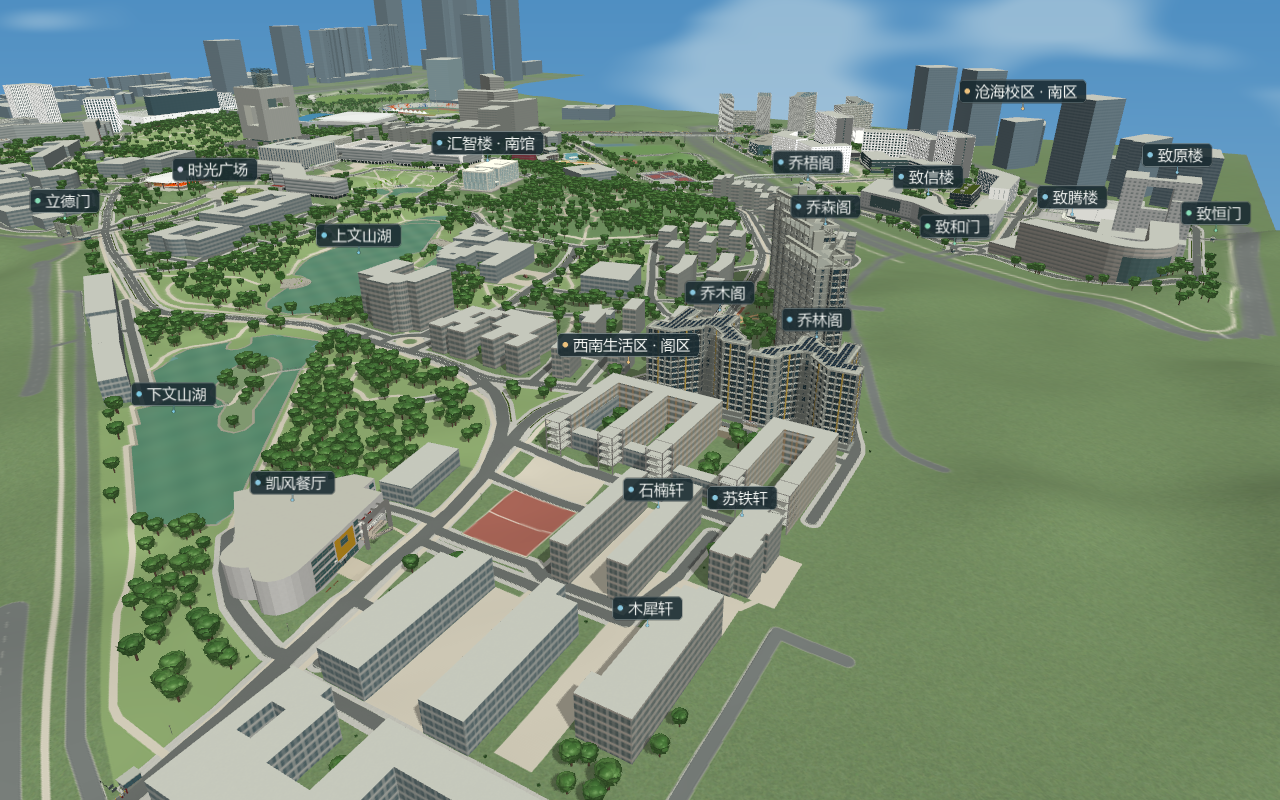 沧海校区 · 南区
汇智楼 · 南馆
致原楼
乔梧阁
时光广场
致信楼
致腾楼
立德门
乔森阁
致恒门
致和门
上文山湖
乔木阁
乔林阁
西南生活区 · 阁区
下文山湖
凯风餐厅
石楠轩
苏铁轩
木犀轩